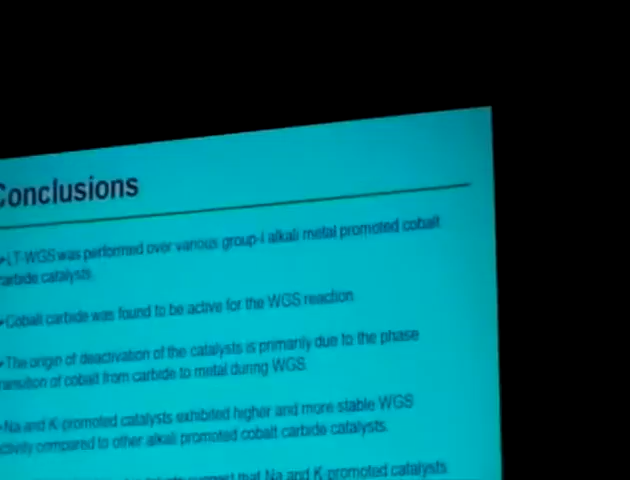 Conclusions
LT-WGS was performed over various group-I alkali metal promoted cobalt
carbide catalysts.
Cobalt carbide was found to be active for the WGS reaction
The origin of deactivation of the catalysts is primarily due to the phase
transition of cobalt from carbide to metal during WGS.
Na and K-promoted catalysts exhibited higher and more stable WGS
activity compared to other alkali promoted cobalt carbide catalysts.
support that Na and K-promoted catalysts